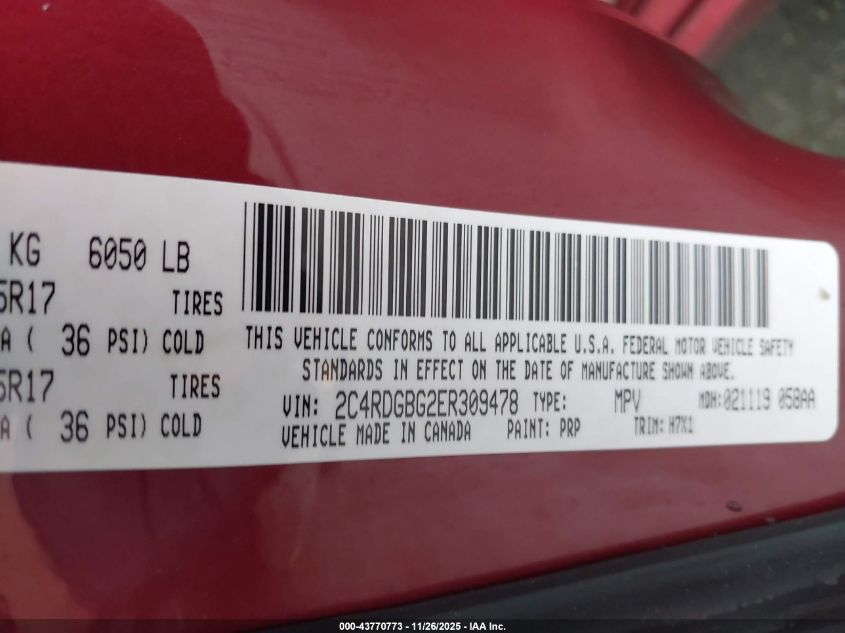 KG 6050 LB
5R17 TIRES
A ( 36 PSI) COLD
5R17 TIRES
A ( 36 PSI) COLD
THIS VEHICLE CONFORMS TO ALL APPLICABLE U.S.A. FEDERAL MOTOR VEHICLE SAFETY
STANDARDS IN EFFECT ON THE DATE OF MANUFACTURE SHOWN ABOVE.
VIN: 2C4RDGBG2ER309478 TYPE: MPV MDH:021119 058AA
VEHICLE MADE IN CANADA PAINT: PRP TRIM: H7X1
000-43770773 - 11/26/2025 - IAA Inc.